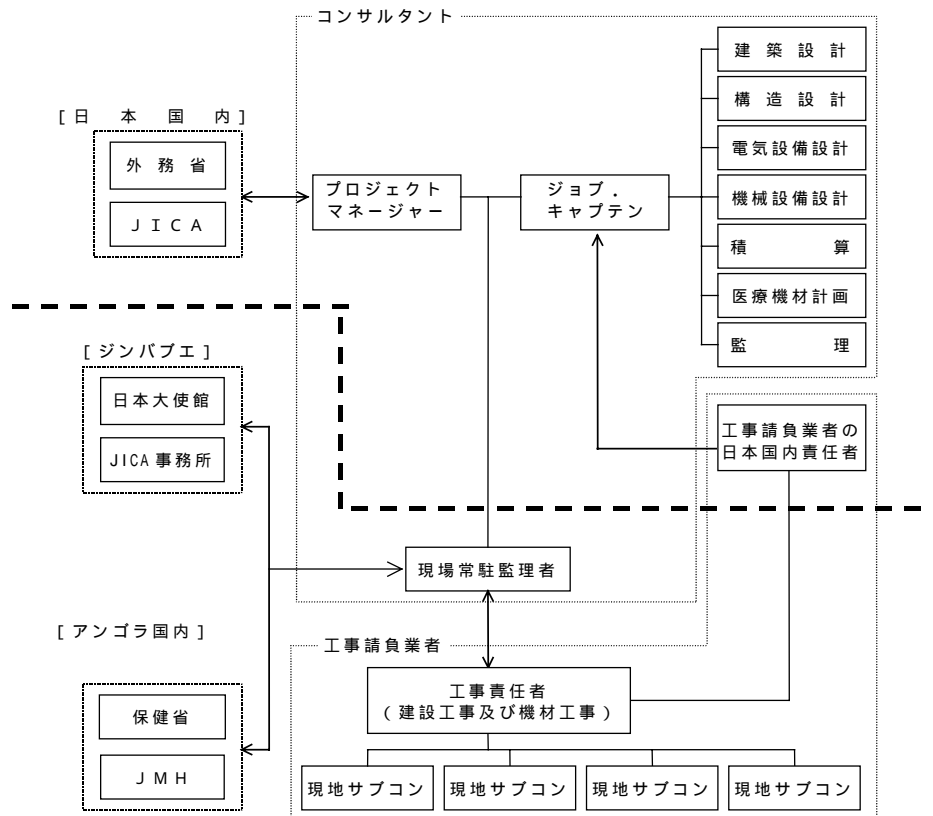 コンサルタント
建築設計
構造設計
[日本国内]
電気設備設計
外務省
プロジェクト
マネージャー
ジョブ．
キャプテン
機械設備設計
ＪＩＣＡ
積算
医療機材計画
監理
[ジンバブエ]
日本大使館
工事請負業者の
日本国内責任者
JICA事務所
現場常駐監理者
[アンゴラ国内]
工事請負業者
工事責任者
（建設工事及び機材工事）
保健省
ＪＭＨ
現地サブコン
現地サブコン
現地サブコン
現地サブコン